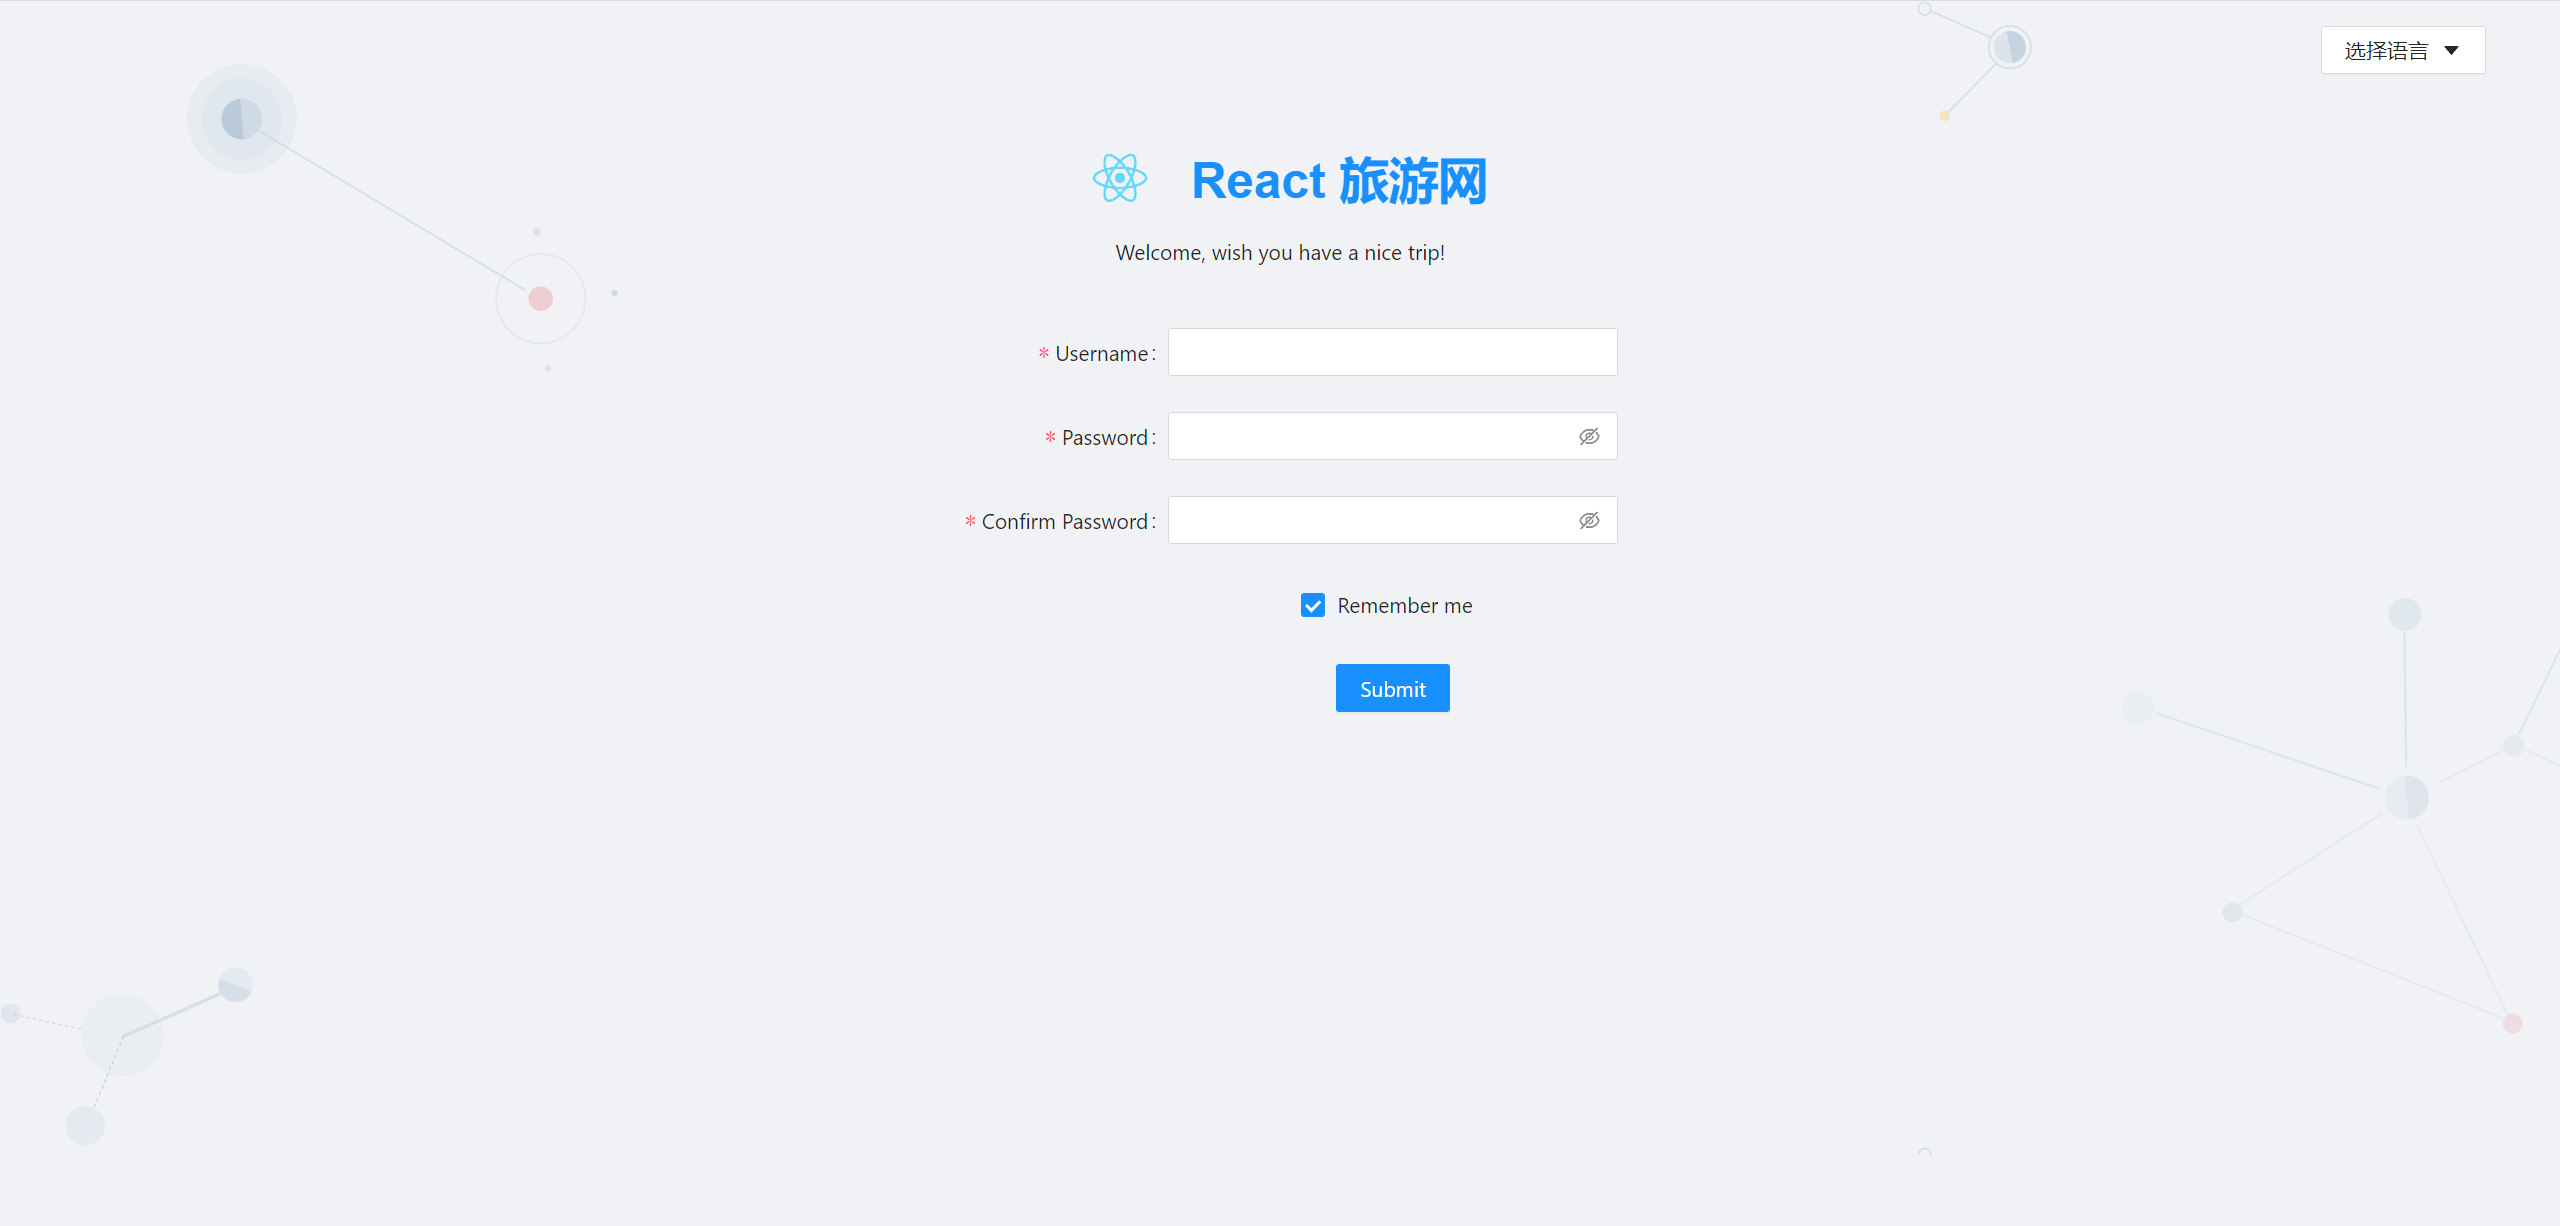 选择语言
React 旅游网
Welcome, wish you have a nice trip!
* Username:
* Password:
* Confirm Password:
Remember me
Submit